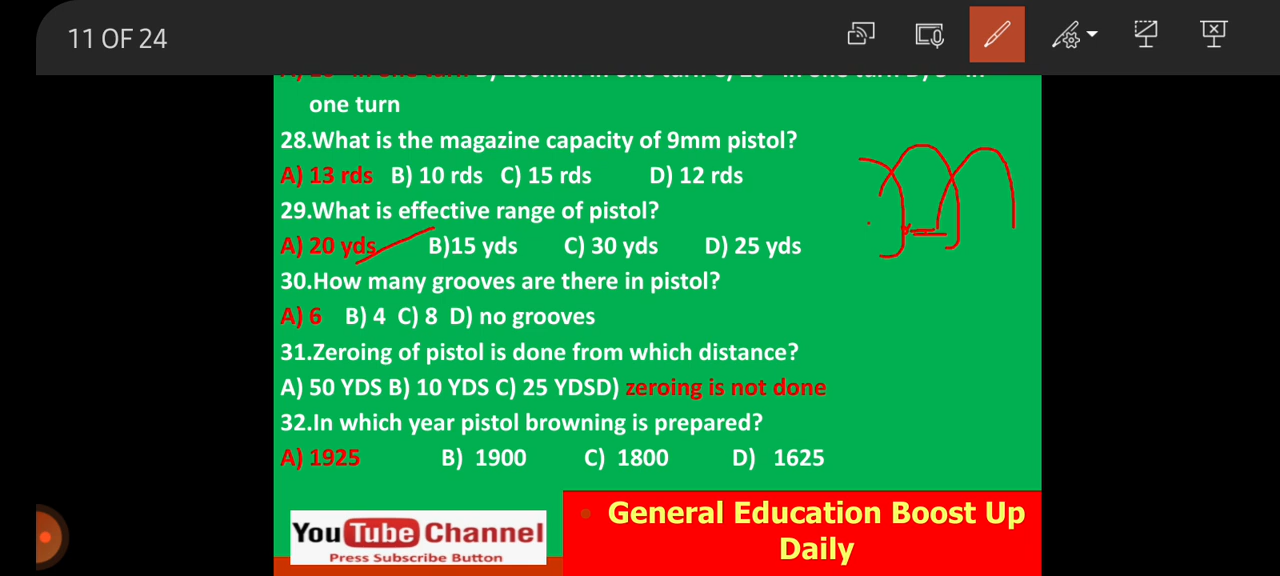 11 OF 24
one turn
28.What is the magazine capacity of 9mm pistol?
A) 13 rds B) 10 rds C) 15 rds D) 12 rds
29.What is effective range of pistol?
A) 20 yds B)15 yds C) 30 yds D) 25 yds
30.How many grooves are there in pistol?
A) 6 B) 4 C) 8 D) no grooves
31.Zeroing of pistol is done from which distance?
A) 50 YDS B) 10 YDS C) 25 YDSD) zeroing is not done
32.In which year pistol browning is prepared?
A) 1925 B) 1900 C) 1800 D) 1625
YouTube Channel
Press Subscribe Button
General Education Boost Up
Daily